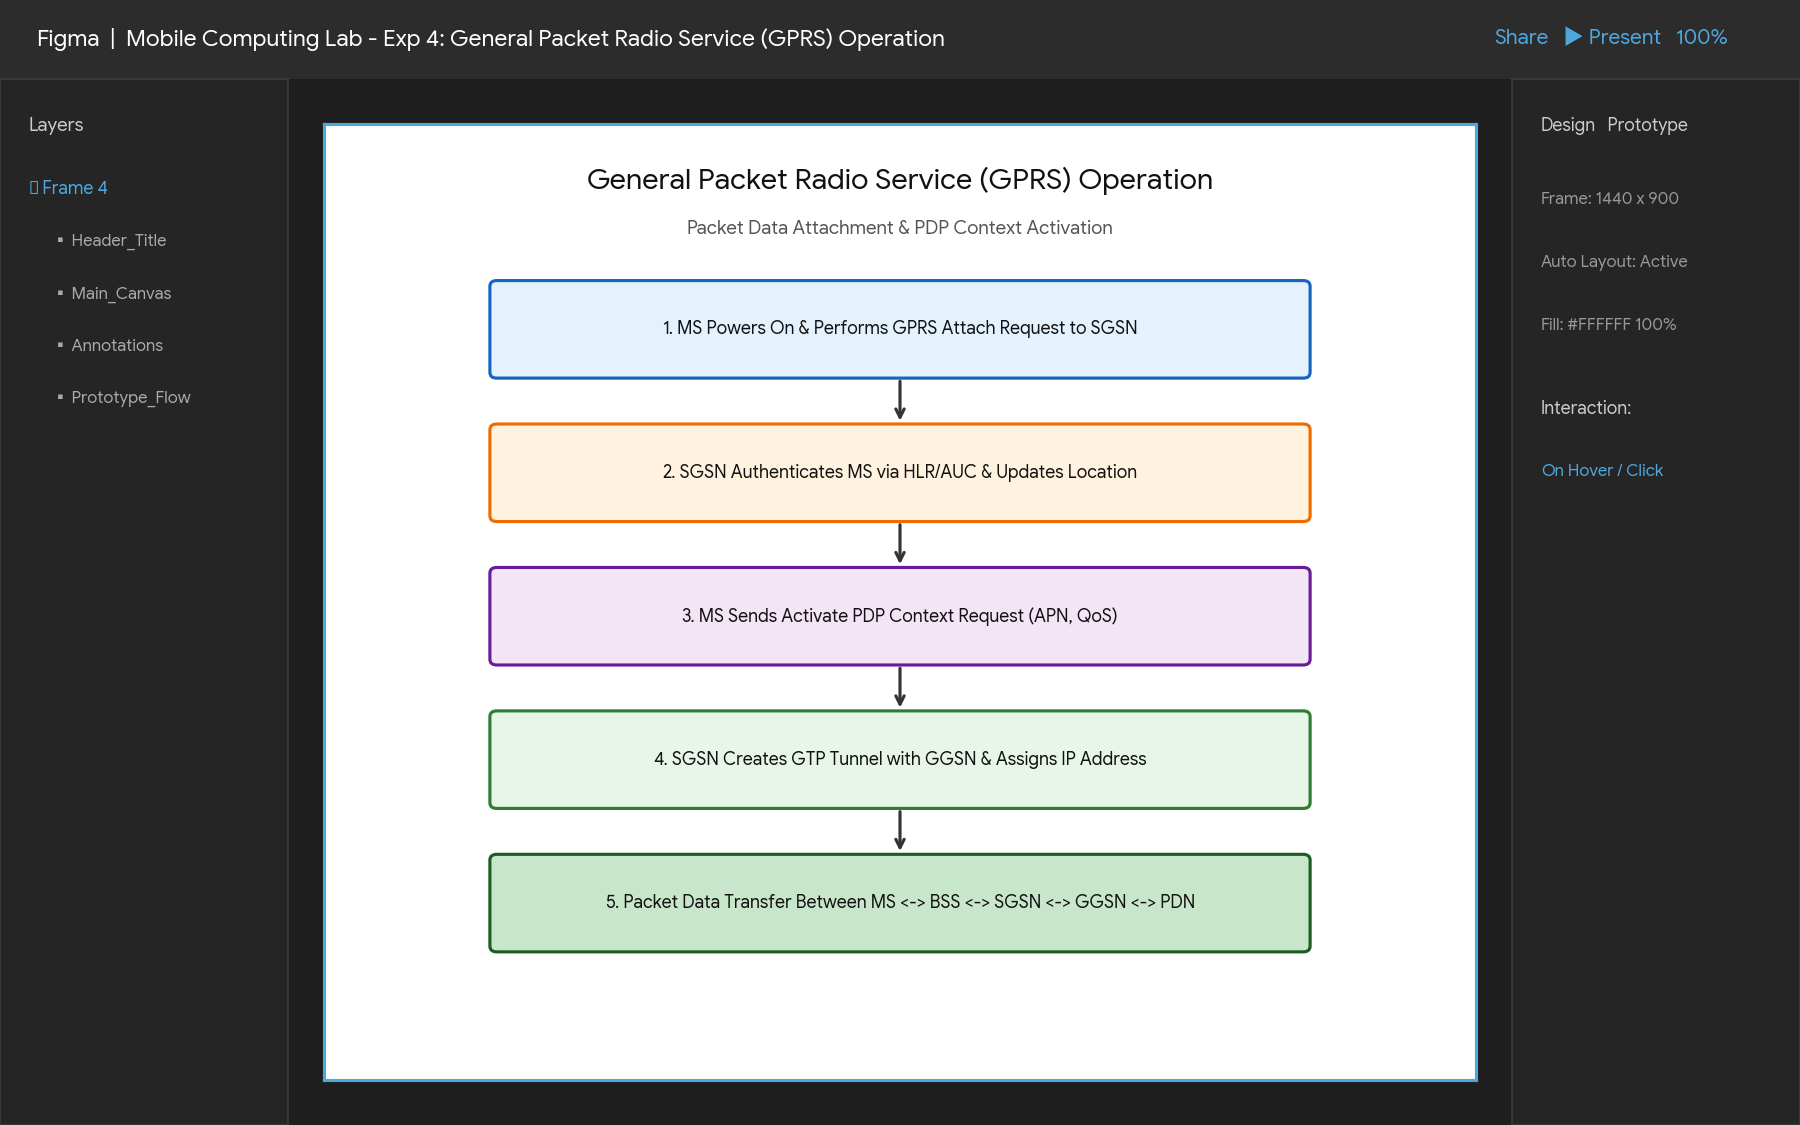 Figma | Mobile Computing Lab - Exp 4: General Packet Radio Service (GPRS) Operation
Share ▶ Present 100%
Layers
Frame 4
▪ Header_Title
▪ Main_Canvas
▪ Annotations
▪ Prototype_Flow
General Packet Radio Service (GPRS) Operation
Packet Data Attachment & PDP Context Activation
1. MS Powers On & Performs GPRS Attach Request to SGSN
2. SGSN Authenticates MS via HLR/AUC & Updates Location
3. MS Sends Activate PDP Context Request (APN, QoS)
4. SGSN Creates GTP Tunnel with GGSN & Assigns IP Address
5. Packet Data Transfer Between MS <-> BSS <-> SGSN <-> GGSN <-> PDN
Design Prototype
Frame: 1440 x 900
Auto Layout: Active
Fill: #FFFFFF 100%
Interaction:
On Hover / Click